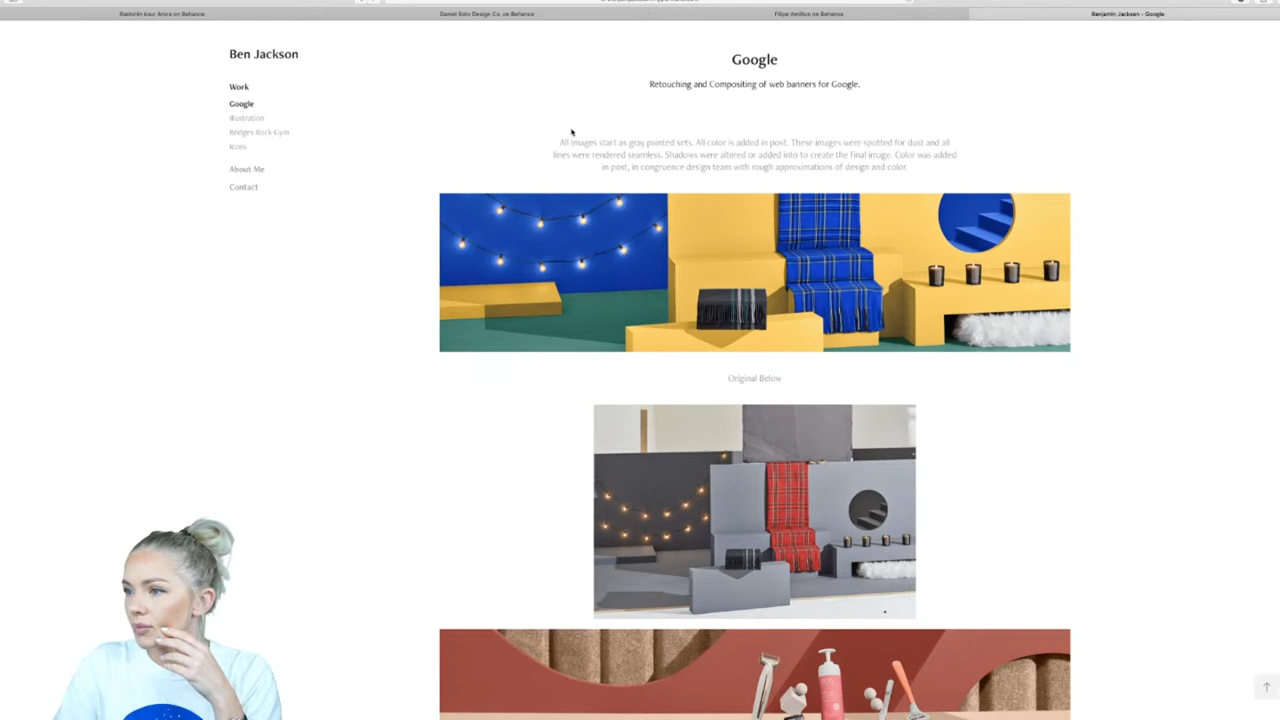 Rashmin kour Arora on Behance
Daniel Soto Design Co. on Behance
Filipe Amillon on Behance
Benjamin Jackson - Google
Ben Jackson
Work
Google
Illustration
Bridges Rock Gym
Icons
About Me
Contact
Google
Retouching and Compositing of web banners for Google.
All images start as gray painted sets. All color is added in post. These images were spotted for dust and all
lines were rendered seamless. Shadows were altered or added into to create the final image. Color was added
in post, in congruence design team with rough approximations of design and color.
Original Below